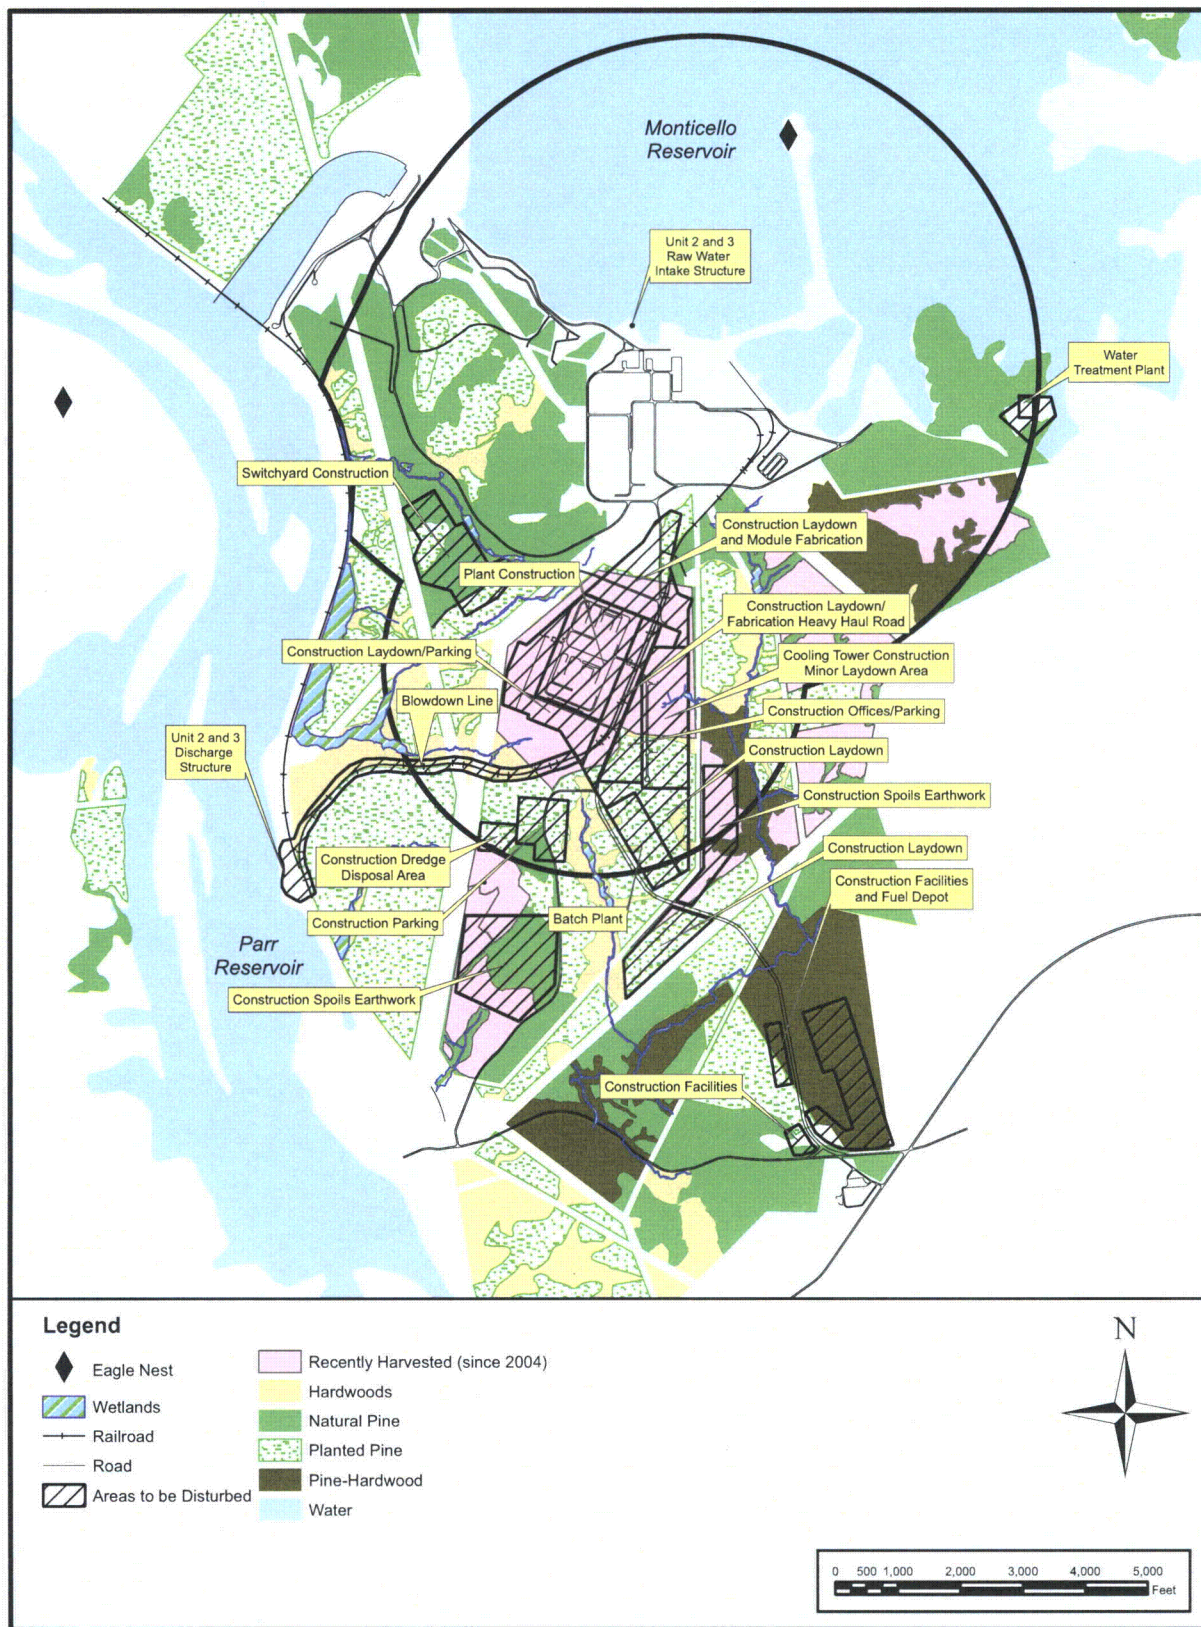 Monticello
Reservoir
Unit 2 and 3
Raw Water
Intake Structure
Water
Treatment Plant
Switchyard Construction
Construction Laydown
and Module Fabrication
Plant Construction
Construction Laydown/
Fabrication Heavy Haul Road
Construction Laydown/Parking
Cooling Tower Construction
Minor Laydown Area
Blowdown Line
Construction Offices/Parking
Unit 2 and 3
Discharge
Structure
Construction Laydown
Construction Spoils Earthwork
Construction Dredge
Disposal Area
Construction Laydown
Construction Facilities
and Fuel Depot
Construction Parking
Batch Plant
Parr
Reservoir
Construction Spoils Earthwork
Construction Facilities
Legend
Eagle Nest
Wetlands
Railroad
Road
Areas to be Disturbed
Recently Harvested (since 2004)
Hardwoods
Natural Pine
Planted Pine
Pine-Hardwood
Water
N
0 500 1,000 2,000 3,000 4,000 5,000
Feet